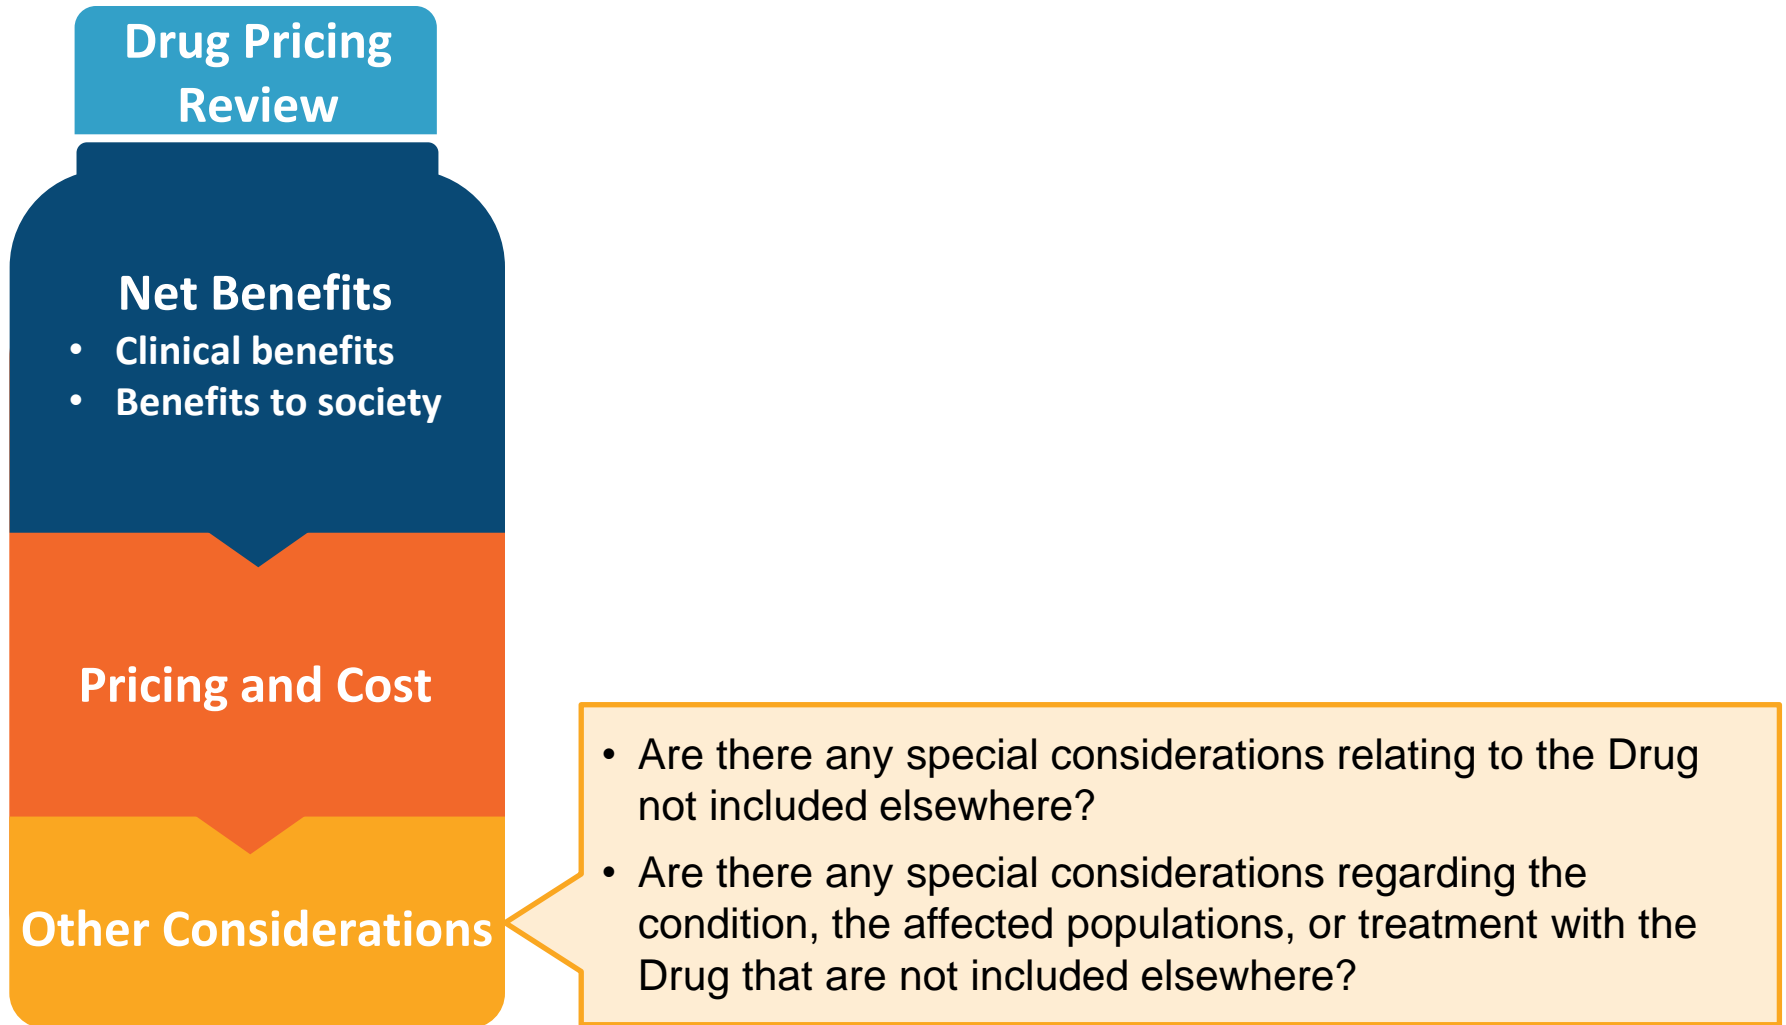 Drug Pricing
Review
Net Benefits
• Clinical benefits
• Benefits to society
Pricing and Cost
Other Considerations
• Are there any special considerations relating to the Drug
not included elsewhere?
• Are there any special considerations regarding the
condition, the affected populations, or treatment with the
Drug that are not included elsewhere?